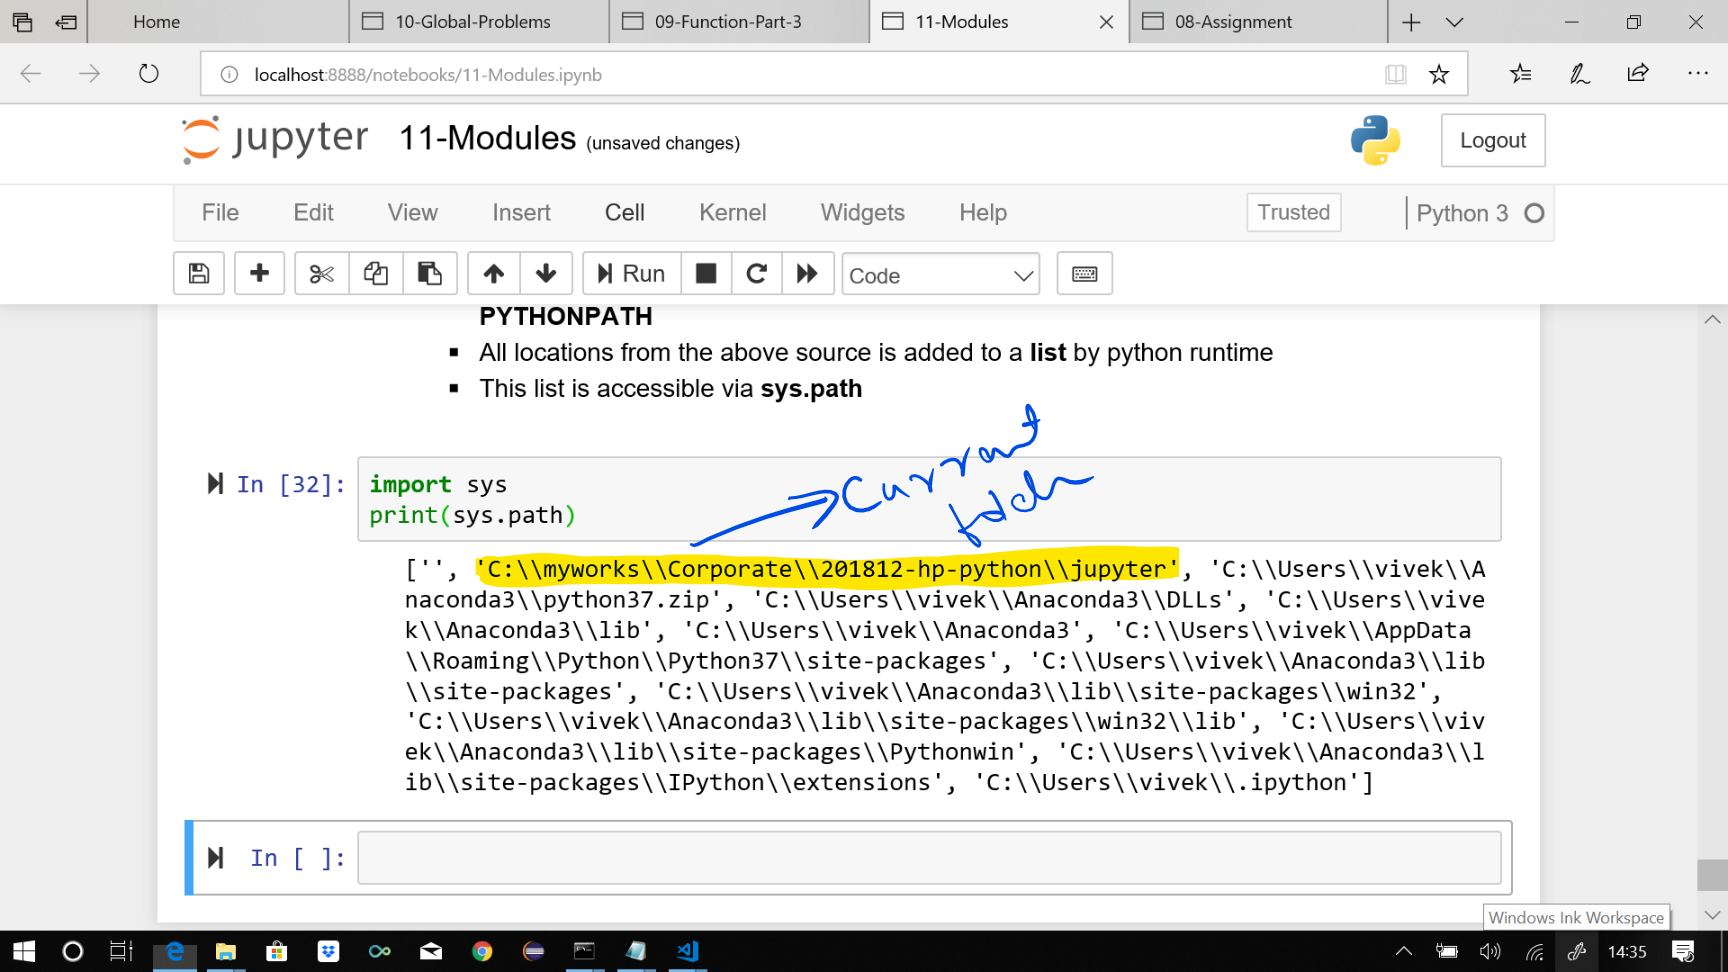 Home
10-Global-Problems
09-Function-Part-3
11-Modules
08-Assignment
localhost:8888/notebooks/11-Modules.ipynb
jupyter 11-Modules (unsaved changes)
Logout
File Edit View Insert Cell Kernel Widgets Help
Trusted
Python 3
Run
Code
PYTHONPATH
All locations from the above source is added to a list by python runtime
This list is accessible via sys.path
Current
In [32]: import sys
print(sys.path)
['', 'C:\\myworks\\Corporate\\201812-hp-python\\jupyter', 'C:\\Users\\vivek\\A
naconda3\\python37.zip', 'C:\\Users\\vivek\\Anaconda3\\DLLs', 'C:\\Users\\vive
k\\Anaconda3\\lib', 'C:\\Users\\vivek\\Anaconda3', 'C:\\Users\\vivek\\AppData
\\Roaming\\Python\\Python37\\site-packages', 'C:\\Users\\vivek\\Anaconda3\\lib
\\site-packages', 'C:\\Users\\vivek\\Anaconda3\\lib\\site-packages\\win32',
'C:\\Users\\vivek\\Anaconda3\\lib\\site-packages\\win32\\lib', 'C:\\Users\\viv
ek\\Anaconda3\\lib\\site-packages\\Pythonwin', 'C:\\Users\\vivek\\Anaconda3\\l
ib\\site-packages\\IPython\\extensions', 'C:\\Users\\vivek\\.ipython']
In [ ]:
Windows Ink Workspace
14:35